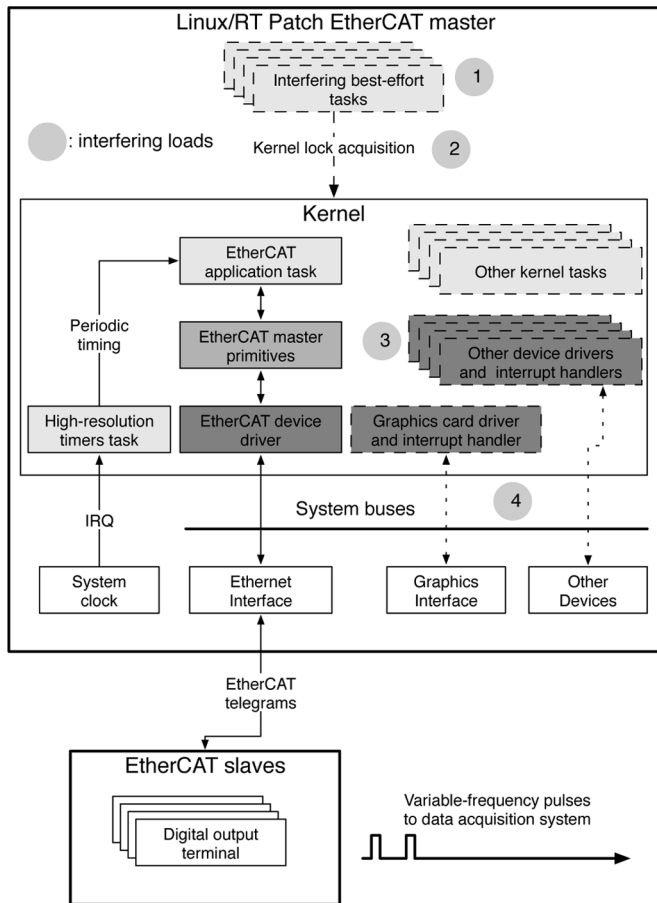 Linux/RT Patch EtherCAT master
Interfering best-effort
tasks
1
: interfering loads
Kernel lock acquisition
2
Kernel
EtherCAT
application task
Other kernel tasks
Periodic
timing
EtherCAT master
primitives
3
Other device drivers
and interrupt handlers
High-resolution
timers task
EtherCAT device
driver
Graphics card driver
and interrupt handler
4
System buses
IRQ
System
clock
Ethernet
Interface
Graphics
Interface
Other
Devices
EtherCAT
telegrams
EtherCAT slaves
Digital output
terminal
Variable-frequency pulses
to data acquisition system